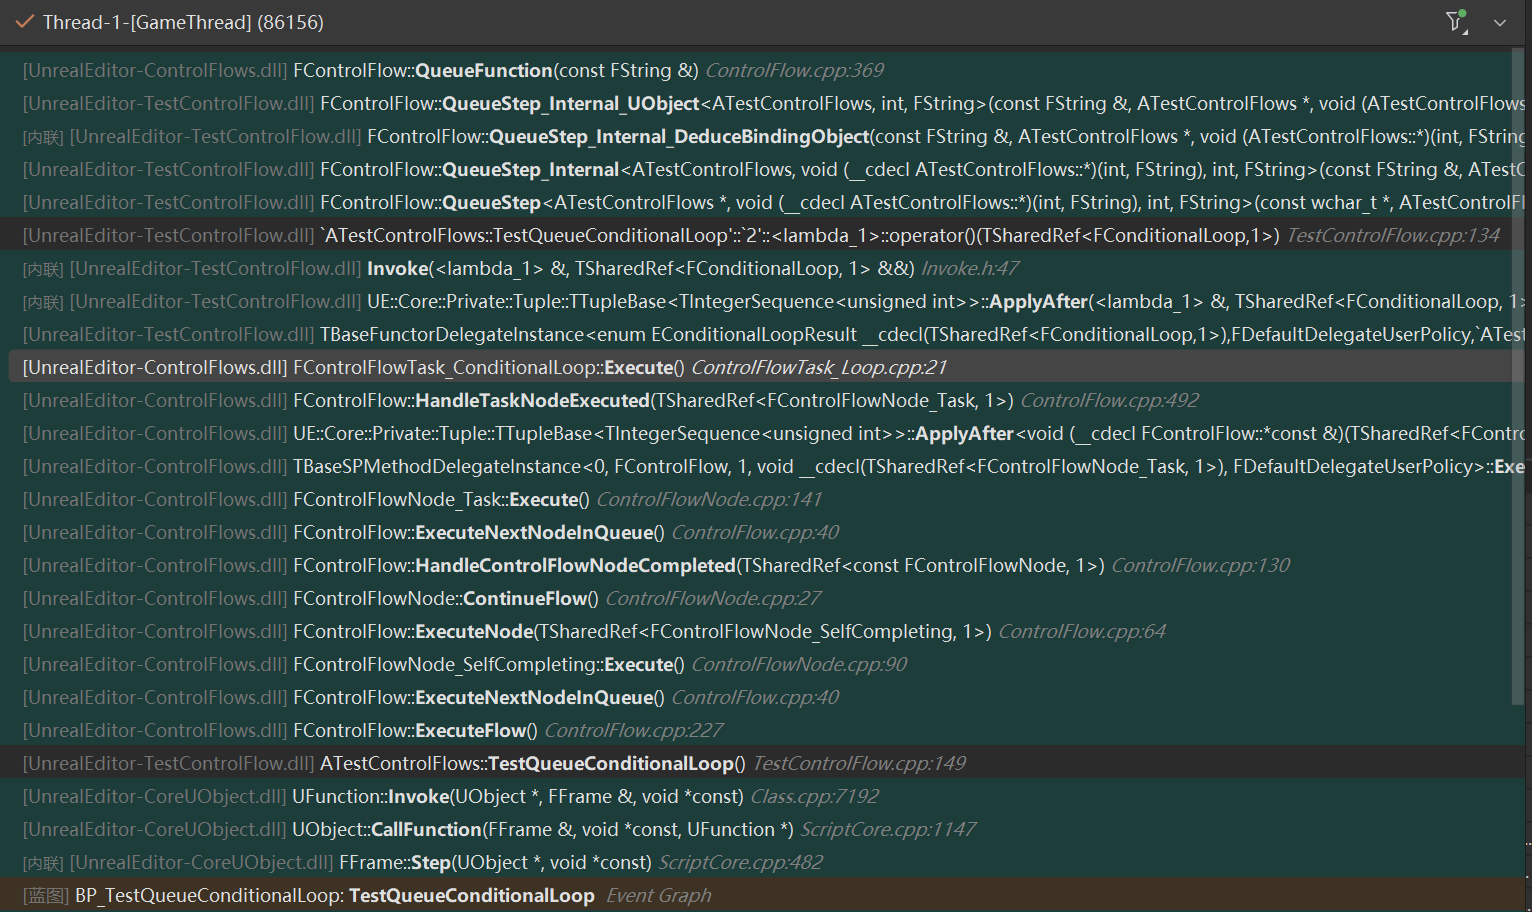 Thread-1-[GameThread] (86156)
[UnrealEditor-ControlFlows.dll] FControlFlow::QueueFunction(const FString &) ControlFlow.cpp:369
[UnrealEditor-TestControlFlow.dll] FControlFlow::QueueStep_Internal_UObject<ATestControlFlows, int, FString>(const FString &, ATestControlFlows *, void (ATestControlFlows
[内联] [UnrealEditor-TestControlFlow.dll] FControlFlow::QueueStep_Internal_DeduceBindingObject(const FString &, ATestControlFlows *, void (ATestControlFlows::*)(int, FString
[UnrealEditor-TestControlFlow.dll] FControlFlow::QueueStep_Internal<ATestControlFlows, void (__cdecl ATestControlFlows::*)(int, FString), int, FString>(const FString &, ATestC
[UnrealEditor-TestControlFlow.dll] FControlFlow::QueueStep<ATestControlFlows *, void (__cdecl ATestControlFlows::*)(int, FString), int, FString>(const wchar_t *, ATestControlFl
[UnrealEditor-TestControlFlow.dll] `ATestControlFlows::TestQueueConditionalLoop'::`2'::<lambda_1>::operator()(TSharedRef<FConditionalLoop,1>) TestControlFlow.cpp:134
[内联] [UnrealEditor-TestControlFlow.dll] Invoke(<lambda_1> &, TSharedRef<FConditionalLoop, 1> &&) Invoke.h:47
[内联] [UnrealEditor-TestControlFlow.dll] UE::Core::Private::Tuple::TTupleBase<TIntegerSequence<unsigned int>>::ApplyAfter(<lambda_1> &, TSharedRef<FConditionalLoop, 1>
[UnrealEditor-TestControlFlow.dll] TBaseFunctorDelegateInstance<enum EConditionalLoopResult __cdecl(TSharedRef<FConditionalLoop,1>),FDefaultDelegateUserPolicy,`ATest
[UnrealEditor-ControlFlows.dll] FControlFlowTask_ConditionalLoop::Execute() ControlFlowTask_Loop.cpp:21
[UnrealEditor-ControlFlows.dll] FControlFlow::HandleTaskNodeExecuted(TSharedRef<FControlFlowNode_Task, 1>) ControlFlow.cpp:492
[UnrealEditor-ControlFlows.dll] UE::Core::Private::Tuple::TTupleBase<TIntegerSequence<unsigned int>>::ApplyAfter<void (__cdecl FControlFlow::*const &)(TSharedRef<FContro
[UnrealEditor-ControlFlows.dll] TBaseSPMethodDelegateInstance<0, FControlFlow, 1, void __cdecl(TSharedRef<FControlFlowNode_Task, 1>), FDefaultDelegateUserPolicy>::Exe
[UnrealEditor-ControlFlows.dll] FControlFlowNode_Task::Execute() ControlFlowNode.cpp:141
[UnrealEditor-ControlFlows.dll] FControlFlow::ExecuteNextNodeInQueue() ControlFlow.cpp:40
[UnrealEditor-ControlFlows.dll] FControlFlow::HandleControlFlowNodeCompleted(TSharedRef<const FControlFlowNode, 1>) ControlFlow.cpp:130
[UnrealEditor-ControlFlows.dll] FControlFlowNode::ContinueFlow() ControlFlowNode.cpp:27
[UnrealEditor-ControlFlows.dll] FControlFlow::ExecuteNode(TSharedRef<FControlFlowNode_SelfCompleting, 1>) ControlFlow.cpp:64
[UnrealEditor-ControlFlows.dll] FControlFlowNode_SelfCompleting::Execute() ControlFlowNode.cpp:90
[UnrealEditor-ControlFlows.dll] FControlFlow::ExecuteNextNodeInQueue() ControlFlow.cpp:40
[UnrealEditor-ControlFlows.dll] FControlFlow::ExecuteFlow() ControlFlow.cpp:227
[UnrealEditor-TestControlFlow.dll] ATestControlFlows::TestQueueConditionalLoop() TestControlFlow.cpp:149
[UnrealEditor-CoreUObject.dll] UFunction::Invoke(UObject *, FFrame &, void *const) Class.cpp:7192
[UnrealEditor-CoreUObject.dll] UObject::CallFunction(FFrame &, void *const, UFunction *) ScriptCore.cpp:1147
[内联] [UnrealEditor-CoreUObject.dll] FFrame::Step(UObject *, void *const) ScriptCore.cpp:482
[蓝图] BP_TestQueueConditionalLoop: TestQueueConditionalLoop Event Graph